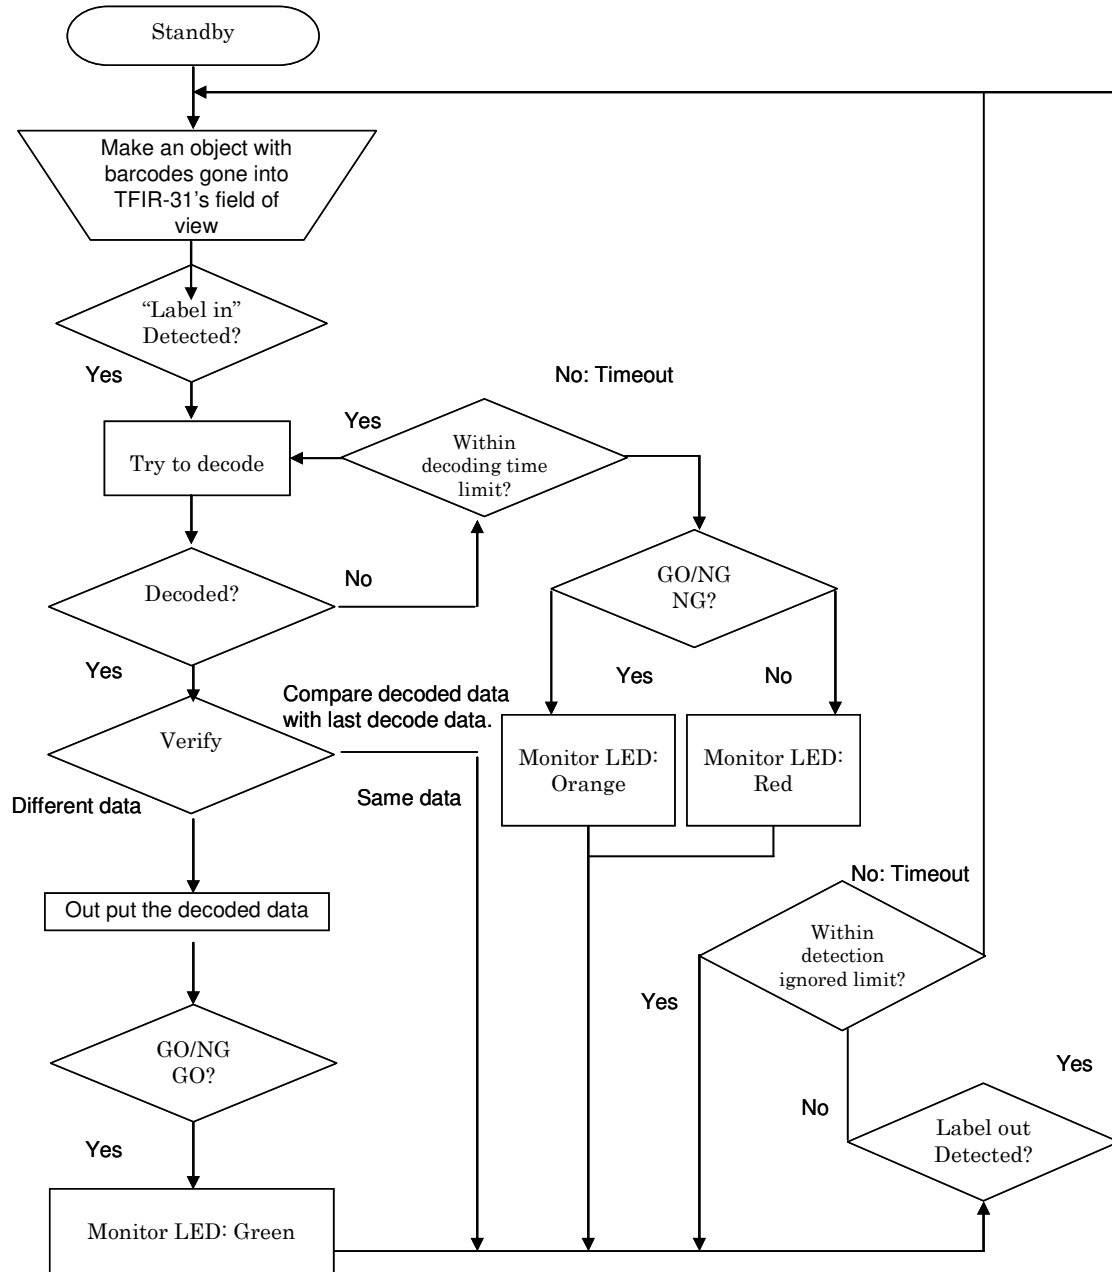 Standby
Make an object with
barcodes gone into
TFIR-31's field of
view
“Label in”
Detected?
Yes
No: Timeout
Yes
Within
decoding time
limit?
Try to decode
GO/NG
NG?
Decoded?
No
Yes
Yes
No
Compare decoded data
with last decode data.
Verify
Monitor LED:
Orange
Monitor LED:
Red
Different data
Same data
No: Timeout
Out put the decoded data
Within
detection
ignored limit?
Yes
GO/NG
GO?
Yes
No
Label out
Detected?
Yes
Monitor LED: Green